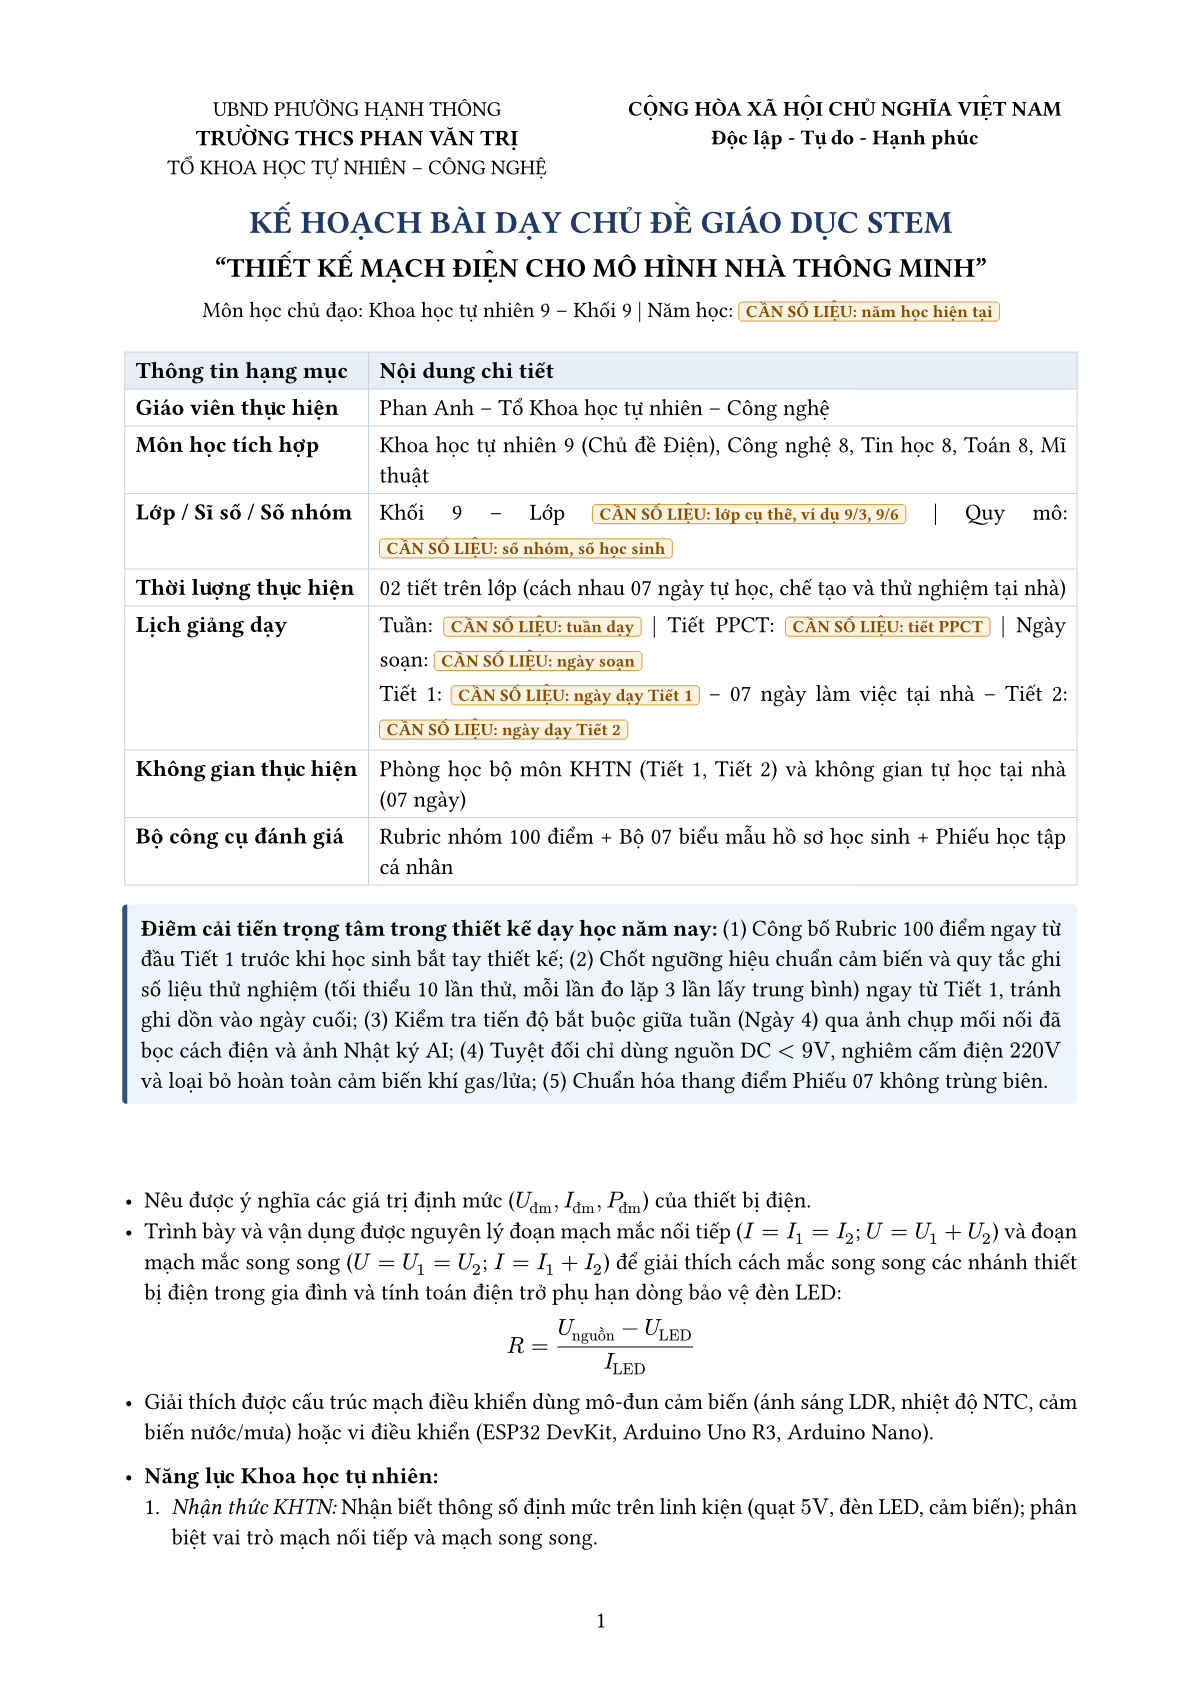 UBND PHƯỜNG HẠNH THÔNG
TRƯỜNG THCS PHAN VĂN TRỊ
TỔ KHOA HỌC TỰ NHIÊN – CÔNG NGHỆ
CỘNG HÒA XÃ HỘI CHỦ NGHĨA VIỆT NAM
Độc lập - Tự do - Hạnh phúc
KẾ HOẠCH BÀI DẠY CHỦ ĐỀ GIÁO DỤC STEM
“THIẾT KẾ MẠCH ĐIỆN CHO MÔ HÌNH NHÀ THÔNG MINH”
Môn học chủ đạo: Khoa học tự nhiên 9 – Khối 9 | Năm học: CẦN SỐ LIỆU: năm học hiện tại
Thông tin hạng mục Nội dung chi tiết
Giáo viên thực hiện Phan Anh – Tổ Khoa học tự nhiên – Công nghệ
Môn học tích hợp Khoa học tự nhiên 9 (Chủ đề Điện), Công nghệ 8, Tin học 8, Toán 8, Mĩ
thuật
Lớp / Sĩ số / Số nhóm Khối 9 – Lớp CẦN SỐ LIỆU: lớp cụ thể, ví dụ 9/3, 9/6 | Quy mô:
CẦN SỐ LIỆU: số nhóm, số học sinh
Thời lượng thực hiện 02 tiết trên lớp (cách nhau 07 ngày tự học, chế tạo và thử nghiệm tại nhà)
Lịch giảng dạy Tuần: CẦN SỐ LIỆU: tuần dạy | Tiết PPCT: CẦN SỐ LIỆU: tiết PPCT | Ngày
soạn: CẦN SỐ LIỆU: ngày soạn
Tiết 1: CẦN SỐ LIỆU: ngày dạy Tiết 1 – 07 ngày làm việc tại nhà – Tiết 2:
CẦN SỐ LIỆU: ngày dạy Tiết 2
Không gian thực hiện Phòng học bộ môn KHTN (Tiết 1, Tiết 2) và không gian tự học tại nhà
(07 ngày)
Bộ công cụ đánh giá Rubric nhóm 100 điểm + Bộ 07 biểu mẫu hồ sơ học sinh + Phiếu học tập
cá nhân
Điểm cải tiến trọng tâm trong thiết kế dạy học năm nay: (1) Công bố Rubric 100 điểm ngay từ
đầu Tiết 1 trước khi học sinh bắt tay thiết kế; (2) Chốt ngưỡng hiệu chuẩn cảm biến và quy tắc ghi
số liệu thử nghiệm (tối thiểu 10 lần thử, mỗi lần đo lặp 3 lần lấy trung bình) ngay từ Tiết 1, tránh
ghi dồn vào ngày cuối; (3) Kiểm tra tiến độ bắt buộc giữa tuần (Ngày 4) qua ảnh chụp mối nối đã
bọc cách điện và ảnh Nhật ký AI; (4) Tuyệt đối chỉ dùng nguồn DC < 9V, nghiêm cấm điện 220V
và loại bỏ hoàn toàn cảm biến khí gas/lửa; (5) Chuẩn hóa thang điểm Phiếu 07 không trùng biên.
• Nêu được ý nghĩa các giá trị định mức (U_đm, I_đm, P_đm) của thiết bị điện.
• Trình bày và vận dụng được nguyên lý đoạn mạch mắc nối tiếp (I = I₁ = I₂; U = U₁ + U₂) và đoạn
mạch mắc song song (U = U₁ = U₂; I = I₁ + I₂) để giải thích cách mắc song song các nhánh thiết
bị điện trong gia đình và tính toán điện trở phụ hạn dòng bảo vệ đèn LED:
R = (U_nguồn − U_LED) / I_LED
• Giải thích được cấu trúc mạch điều khiển dùng mô-đun cảm biến (ánh sáng LDR, nhiệt độ NTC, cảm
biến nước/mưa) hoặc vi điều khiển (ESP32 DevKit, Arduino Uno R3, Arduino Nano).
• Năng lực Khoa học tự nhiên:
1. Nhận thức KHTN: Nhận biết thông số định mức trên linh kiện (quạt 5V, đèn LED, cảm biến); phân
biệt vai trò mạch nối tiếp và mạch song song.
1